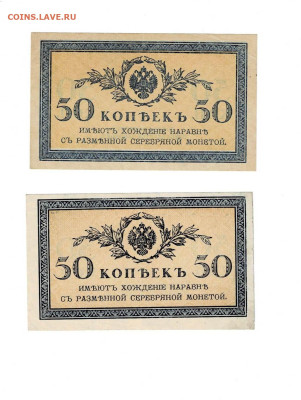 COINS.LAVE.RU
50 КОПѢЕКЪ 50
ИМѢЮТЪ ХОЖДЕНІЕ НАРАВНѢ
СЪ РАЗМѢННОЙ СЕРЕБРЯНОЙ МОНЕТОЙ.
50 КОПѢЕКЪ 50
ИМѢЮТЪ ХОЖДЕНІЕ НАРАВНѢ
СЪ РАЗМѢННОЙ СЕРЕБРЯНОЙ МОНЕТОЙ.